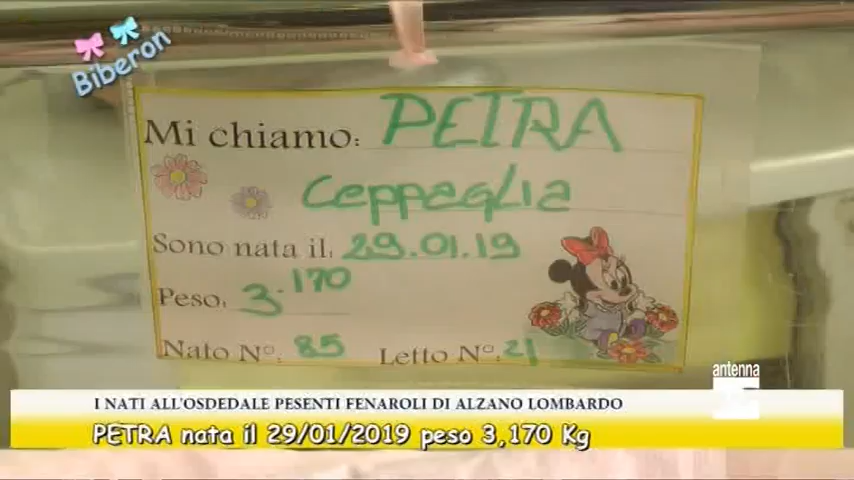 Biberon
Mi chiamo: PETRA
Ceppaglia
Sono nata il: 29.01.19
Peso: 3.170
Nato N°: 85 Letto N°: 21
antenna
I NATI ALL'OSDEDALE PESENTI FENAROLI DI ALZANO LOMBARDO
PETRA nata il 29/01/2019 peso 3,170 Kg